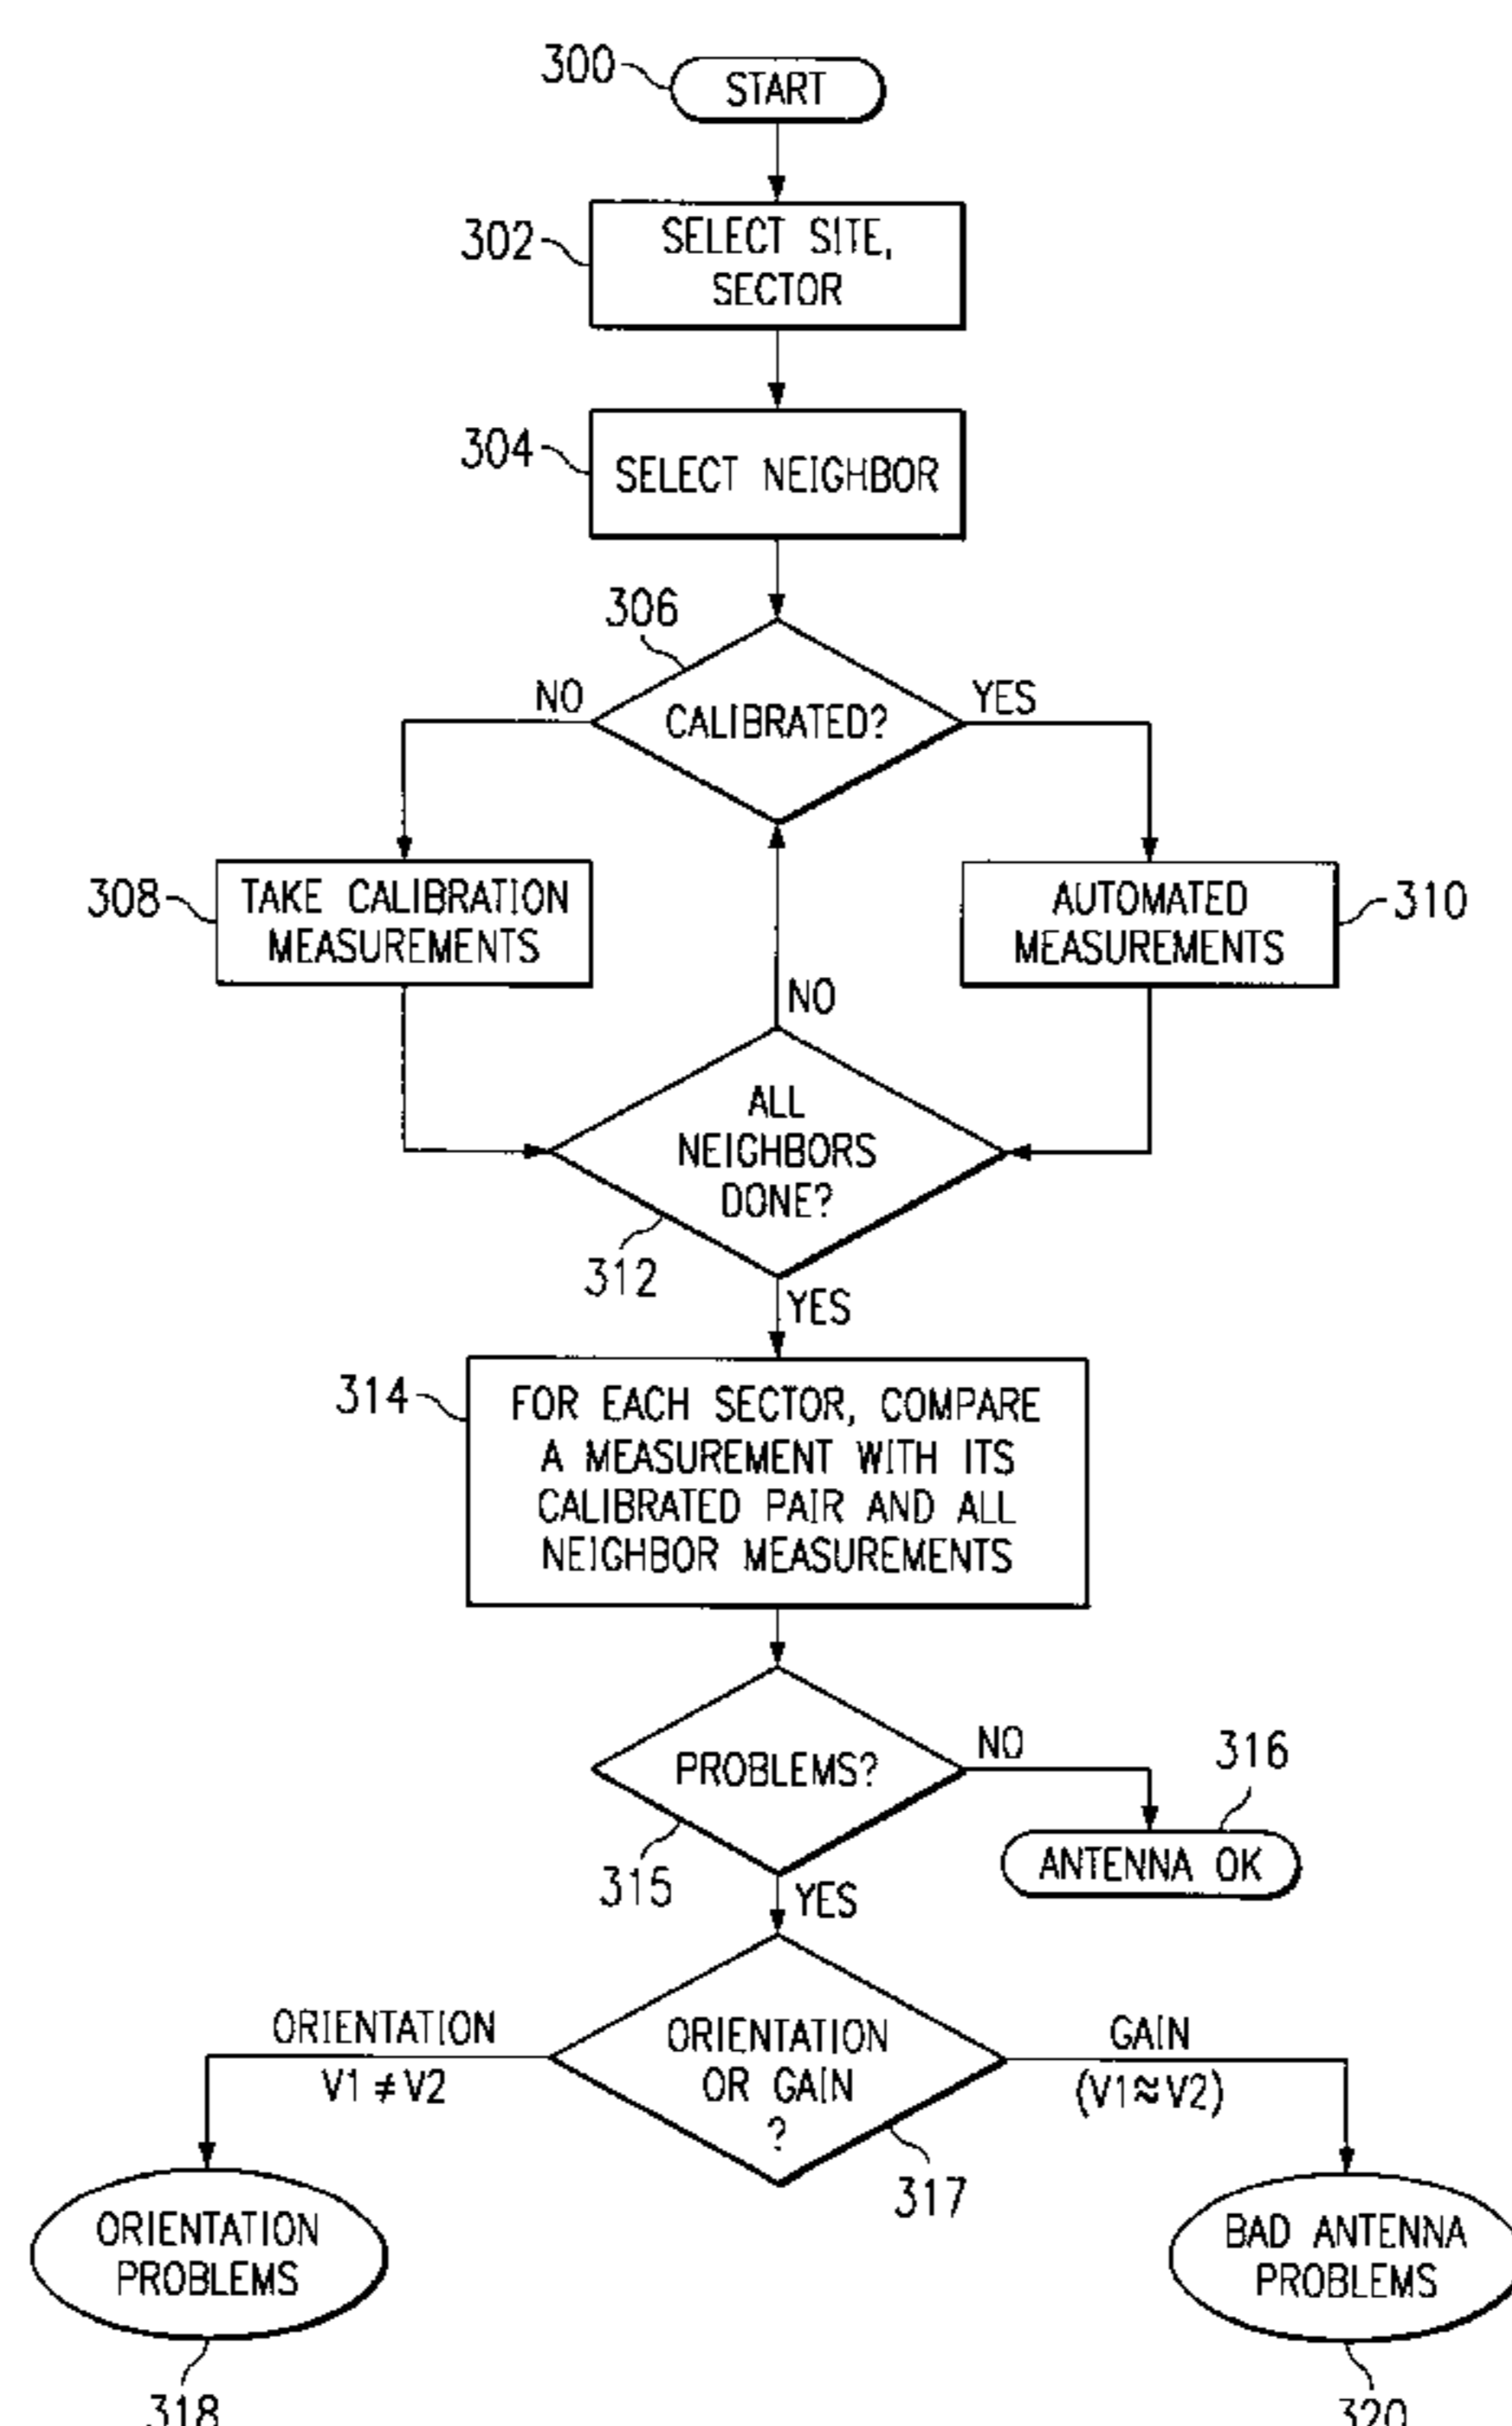 300
START
302
SELECT SITE,
SECTOR
304
SELECT NEIGHBOR
306
NO
CALIBRATED?
YES
308
TAKE CALIBRATION
MEASUREMENTS
AUTOMATED
MEASUREMENTS
310
NO
ALL
NEIGHBORS
DONE?
312
YES
314
FOR EACH SECTOR, COMPARE
A MEASUREMENT WITH ITS
CALIBRATED PAIR AND ALL
NEIGHBOR MEASUREMENTS
PROBLEMS?
NO
316
315
ANTENNA OK
YES
ORIENTATION
V1 ≠ V2
ORIENTATION
OR GAIN
?
GAIN
(V1≈V2)
317
ORIENTATION
PROBLEMS
BAD ANTENNA
PROBLEMS
318
320